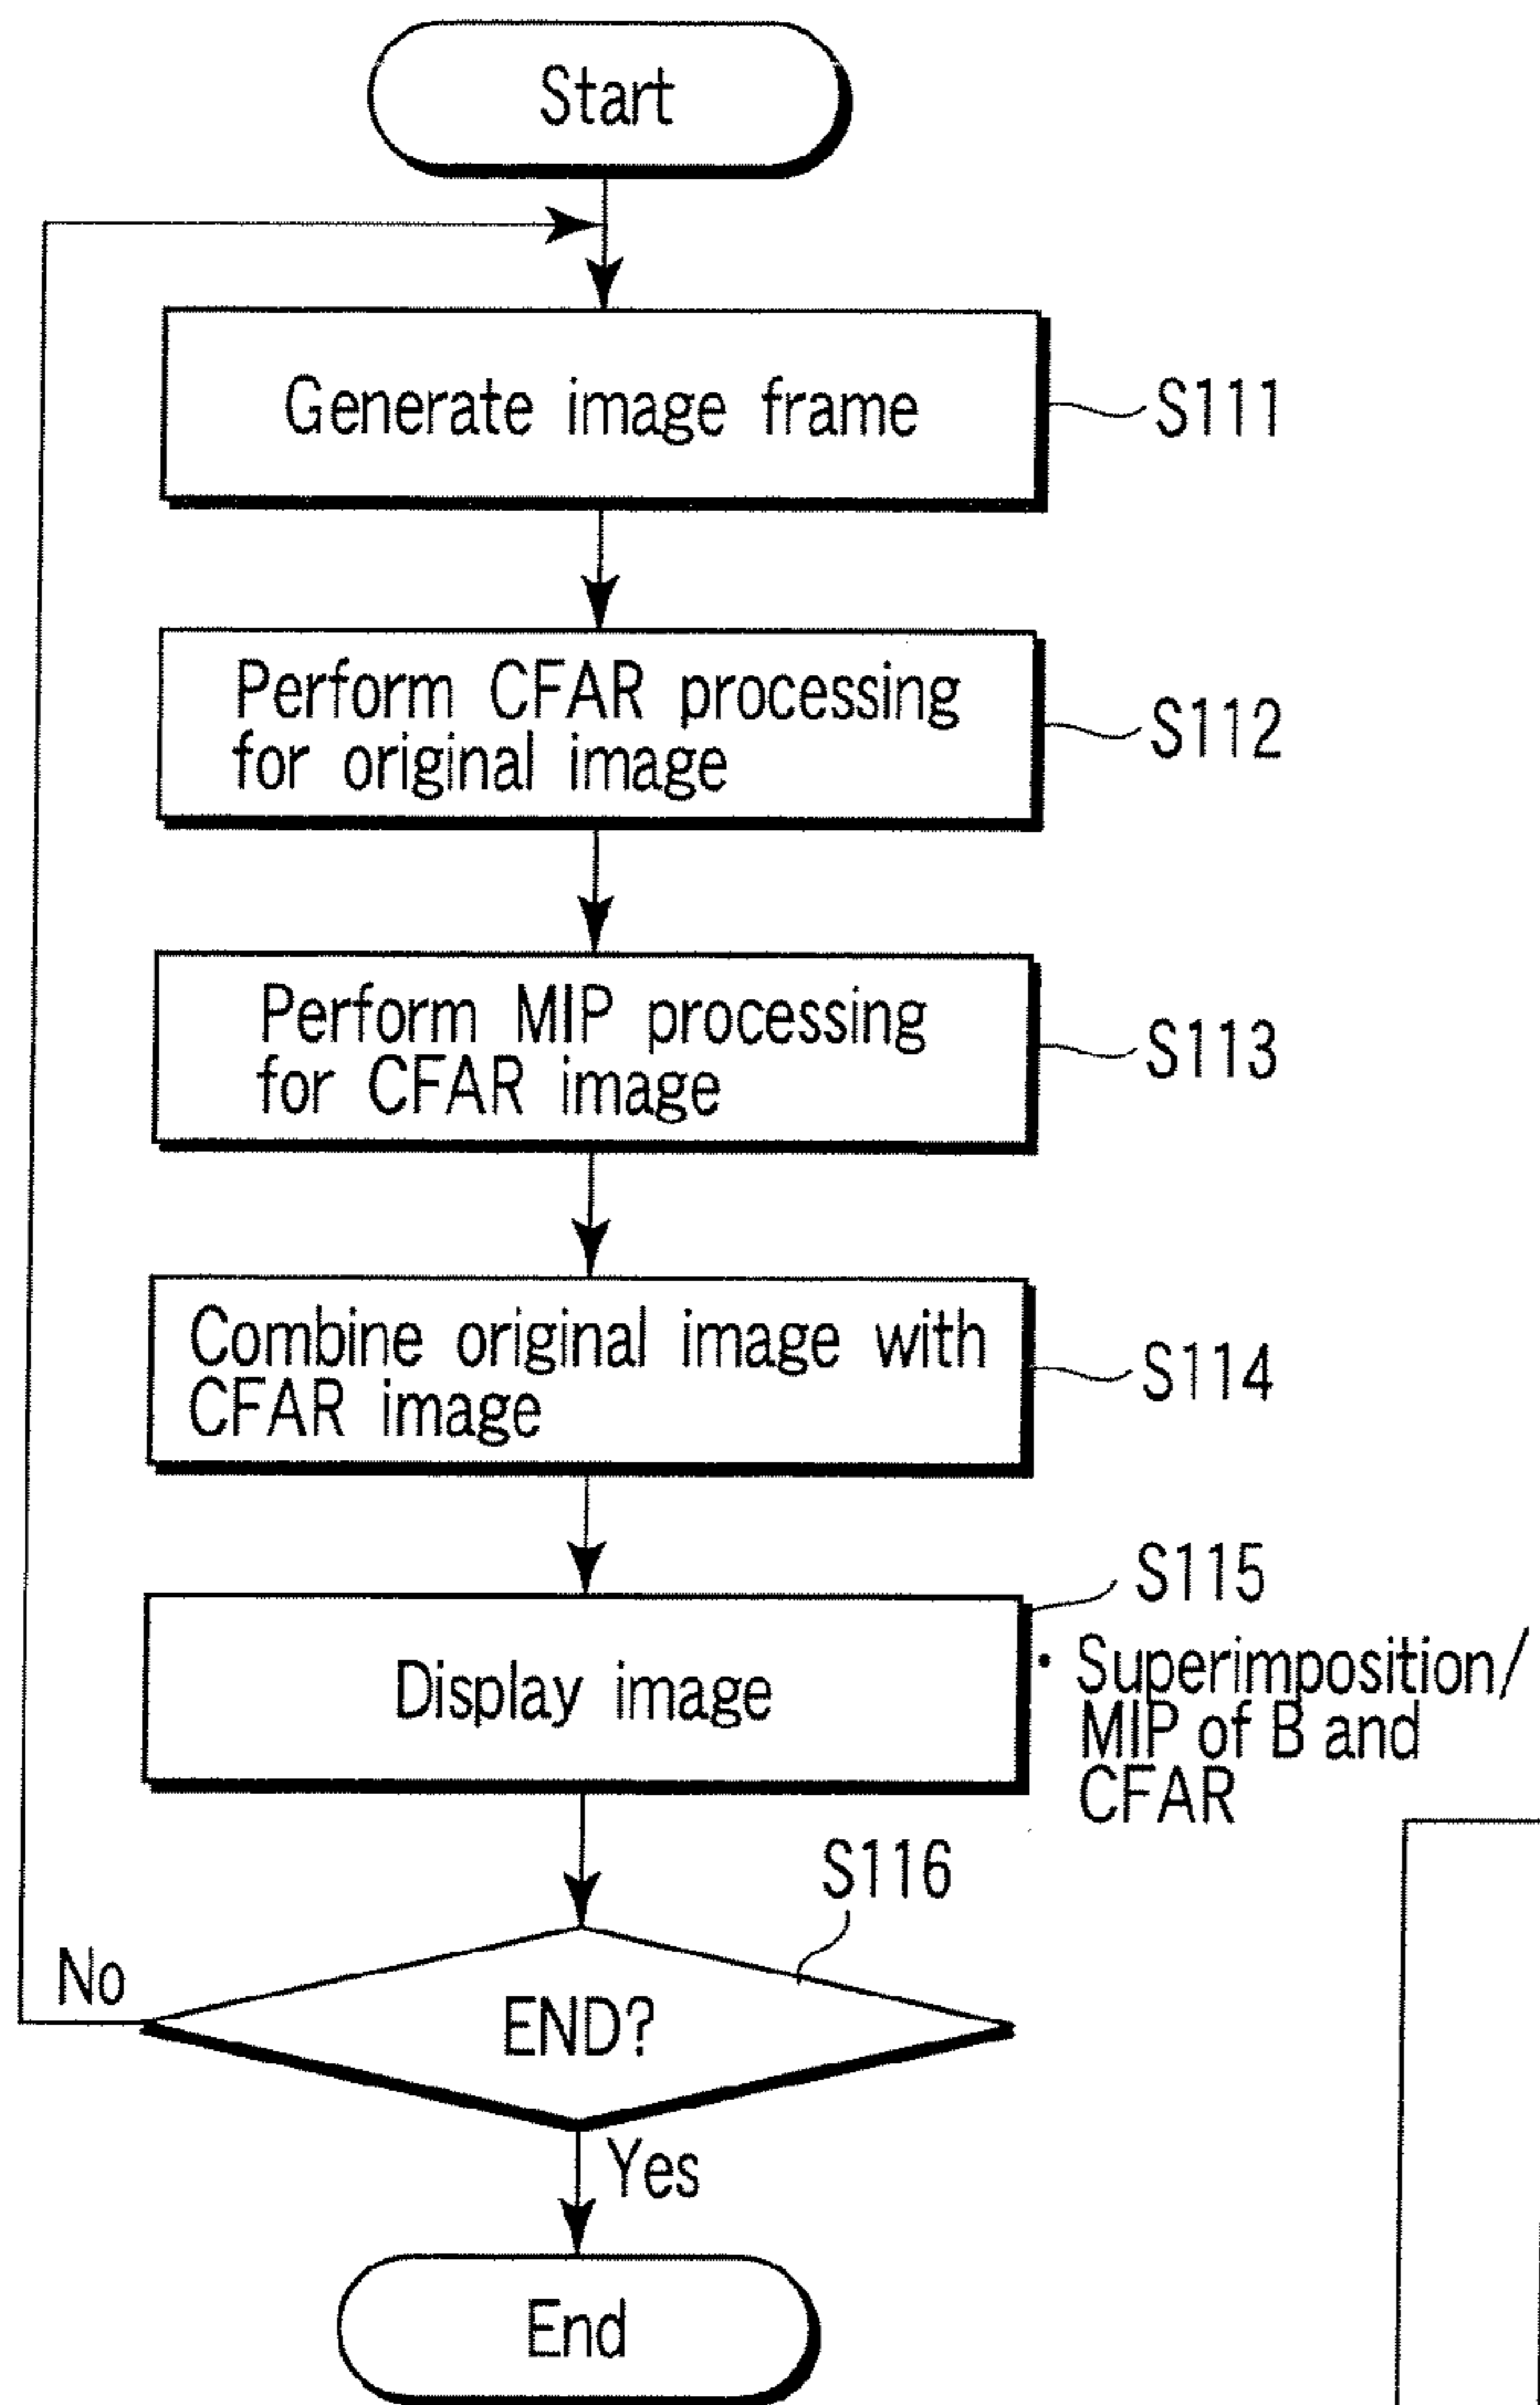 Start
Generate image frame
S111
Perform CFAR processing
for original image
S112
Perform MIP processing
for CFAR image
S113
Combine original image with
CFAR image
S114
S115
Display image
• Superimposition/
MIP of B and
CFAR
S116
No
END?
Yes
End